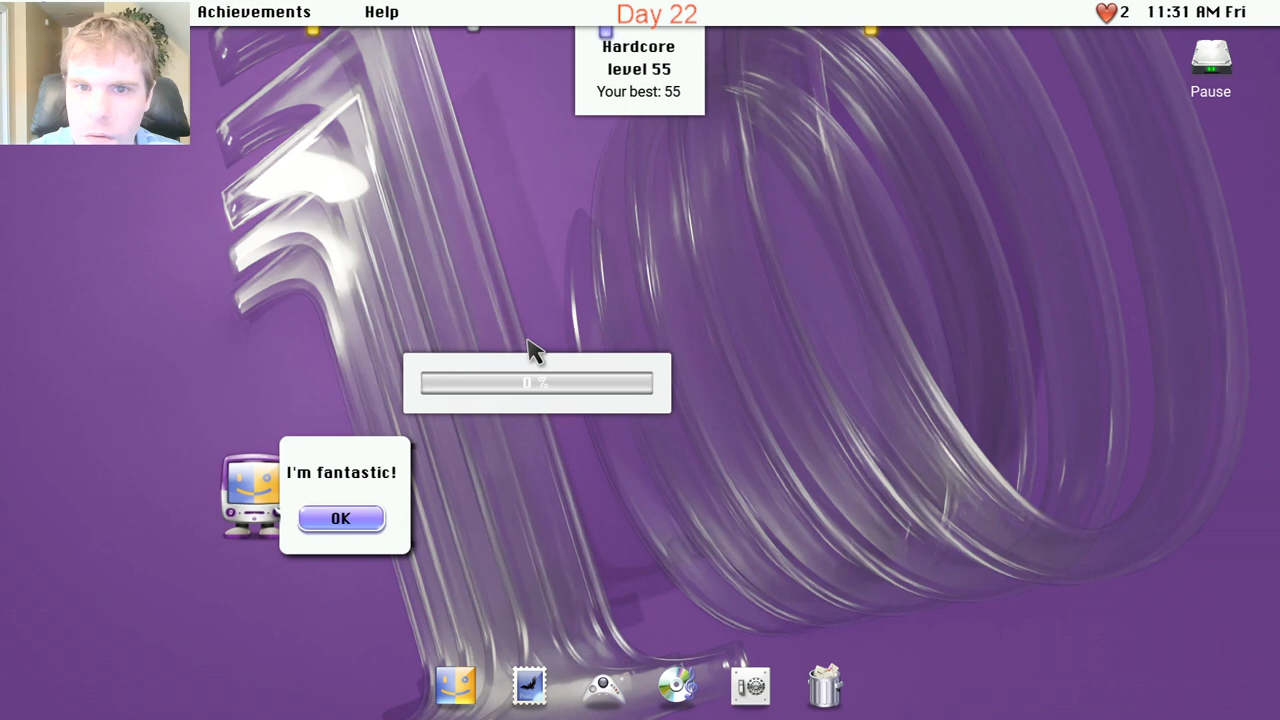 Achievements Help Day 22 2 11:31 AM Fri
Hardcore
level 55
Your best: 55
Pause
0 %
I'm fantastic!
OK